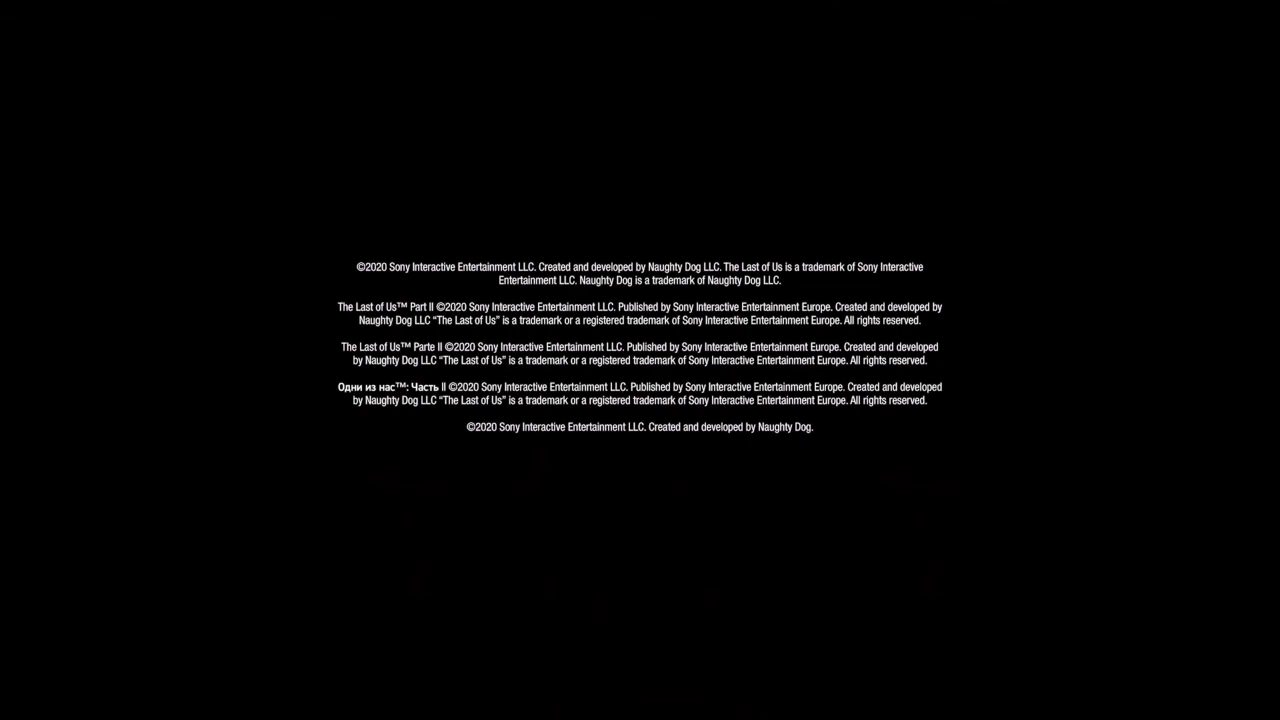 ©2020 Sony Interactive Entertainment LLC. Created and developed by Naughty Dog LLC. The Last of Us is a trademark of Sony Interactive
Entertainment LLC. Naughty Dog is a trademark of Naughty Dog LLC.
The Last of Us™ Part II ©2020 Sony Interactive Entertainment LLC. Published by Sony Interactive Entertainment Europe. Created and developed by
Naughty Dog LLC “The Last of Us” is a trademark or a registered trademark of Sony Interactive Entertainment Europe. All rights reserved.
The Last of Us™ Parte II ©2020 Sony Interactive Entertainment LLC. Published by Sony Interactive Entertainment Europe. Created and developed
by Naughty Dog LLC “The Last of Us” is a trademark or a registered trademark of Sony Interactive Entertainment Europe. All rights reserved.
Одни из нас™: Часть II ©2020 Sony Interactive Entertainment LLC. Published by Sony Interactive Entertainment Europe. Created and developed
by Naughty Dog LLC “The Last of Us” is a trademark or a registered trademark of Sony Interactive Entertainment Europe. All rights reserved.
©2020 Sony Interactive Entertainment LLC. Created and developed by Naughty Dog.